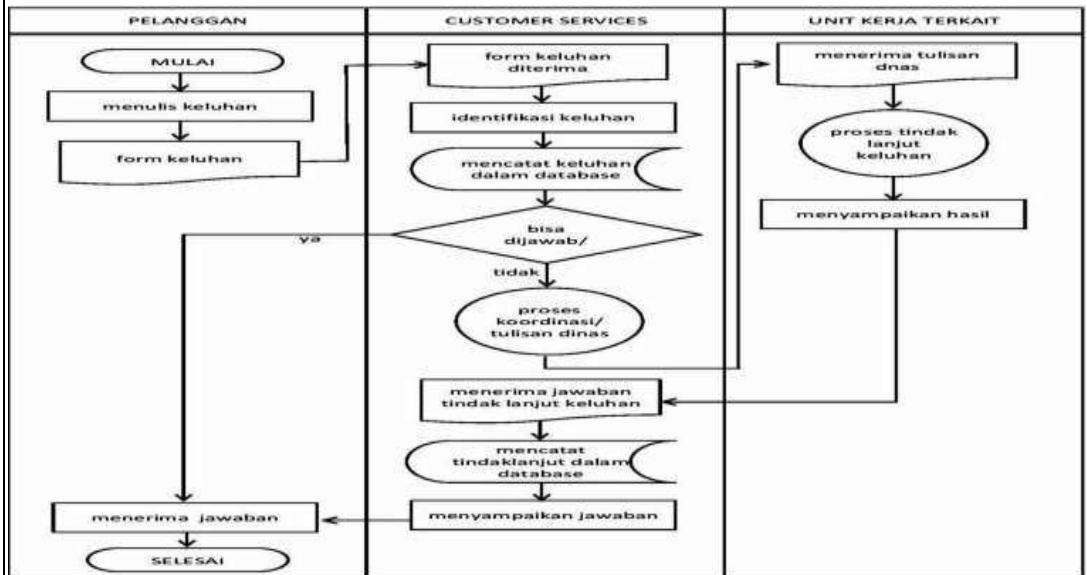 PELANGGAN
CUSTOMER SERVICES
UNIT KERJA TERKAIT
MULAI
menulis keluhan
form keluhan
form keluhan
diterima
identifikasi keluhan
mencatat keluhan
dalam database
bisa
dijawab/
ya
tidak
proses
koordinasi/
tulisan dinas
menerima tulisan
dnas
proses tindak
lanjut
keluhan
menyampaikan hasil
menerima jawaban
tindak lanjut keluhan
mencatat
tindaklanjut dalam
database
menyampaikan jawaban
menerima jawaban
SELESAI